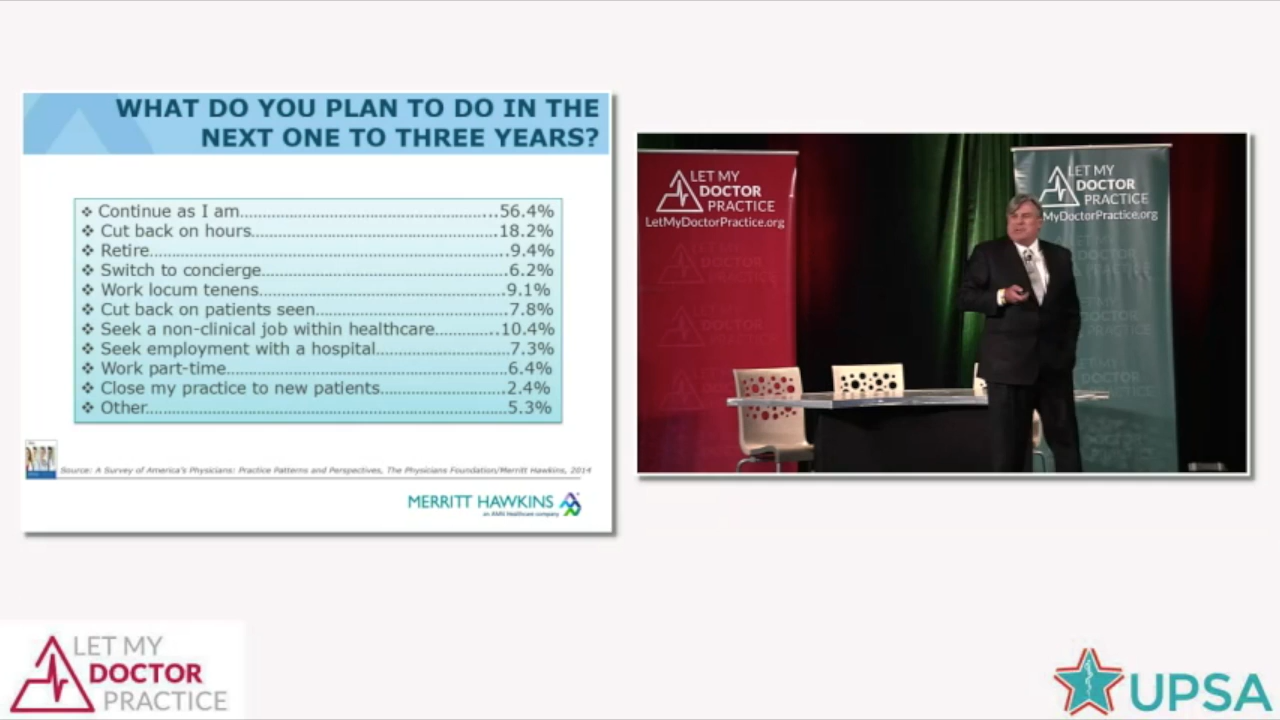 WHAT DO YOU PLAN TO DO IN THE
NEXT ONE TO THREE YEARS?
❖ Continue as I am...56.4%
❖ Cut back on hours...18.2%
❖ Retire...9.4%
❖ Switch to concierge...6.2%
❖ Work locum tenens...9.1%
❖ Cut back on patients seen...7.8%
❖ Seek a non-clinical job within healthcare...10.4%
❖ Seek employment with a hospital...7.3%
❖ Work part-time...6.4%
❖ Close my practice to new patients...2.4%
❖ Other...5.3%
Source: A Survey of America's Physicians: Practice Patterns and Perspectives, The Physicians Foundation/Merritt Hawkins, 2014
MERRITT HAWKINS
an AMN Healthcare company
LET MY
DOCTOR
PRACTICE
LetMyDoctorPractice.org
LET MY
DOCTOR
PRACTICE
MyDoctorPractice.org
LET MY
DOCTOR
PRACTICE
UPSA